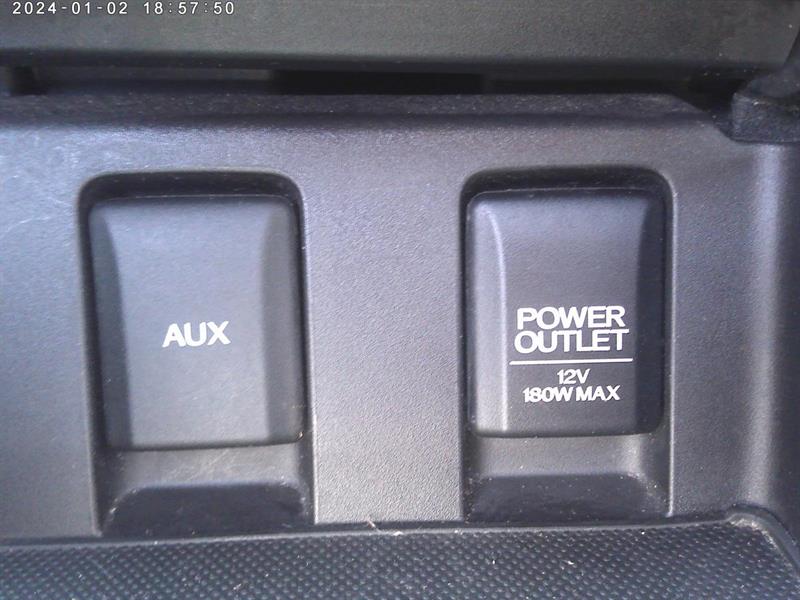 2024-01-02 18:57:50
AUX
POWER
OUTLET
12V
180W MAX